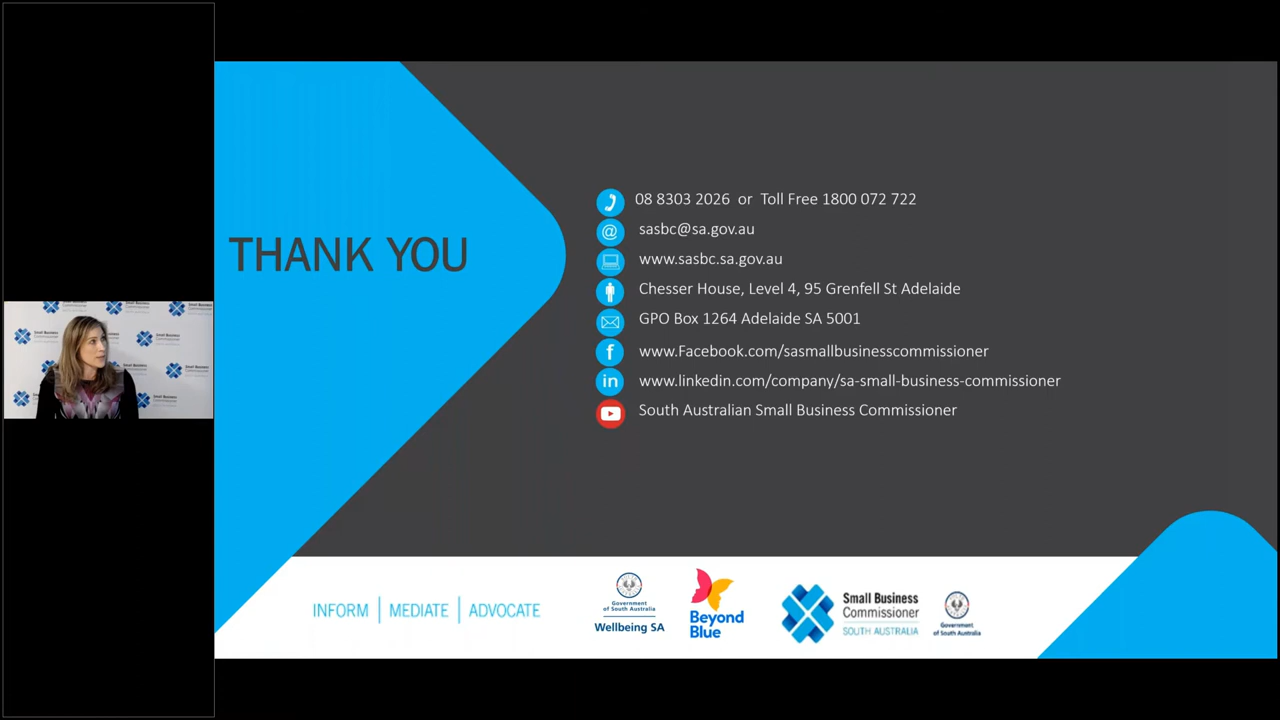 THANK YOU
08 8303 2026 or Toll Free 1800 072 722
sasbc@sa.gov.au
www.sasbc.sa.gov.au
Chesser House, Level 4, 95 Grenfell St Adelaide
GPO Box 1264 Adelaide SA 5001
www.Facebook.com/sasmallbusinesscommissioner
www.linkedin.com/company/sa-small-business-commissioner
South Australian Small Business Commissioner
INFORM | MEDIATE | ADVOCATE
Government
of South Australia
Wellbeing SA
Beyond
Blue
Small Business
Commissioner
SOUTH AUSTRALIA
Government
of South Australia
Small Business
Commissioner